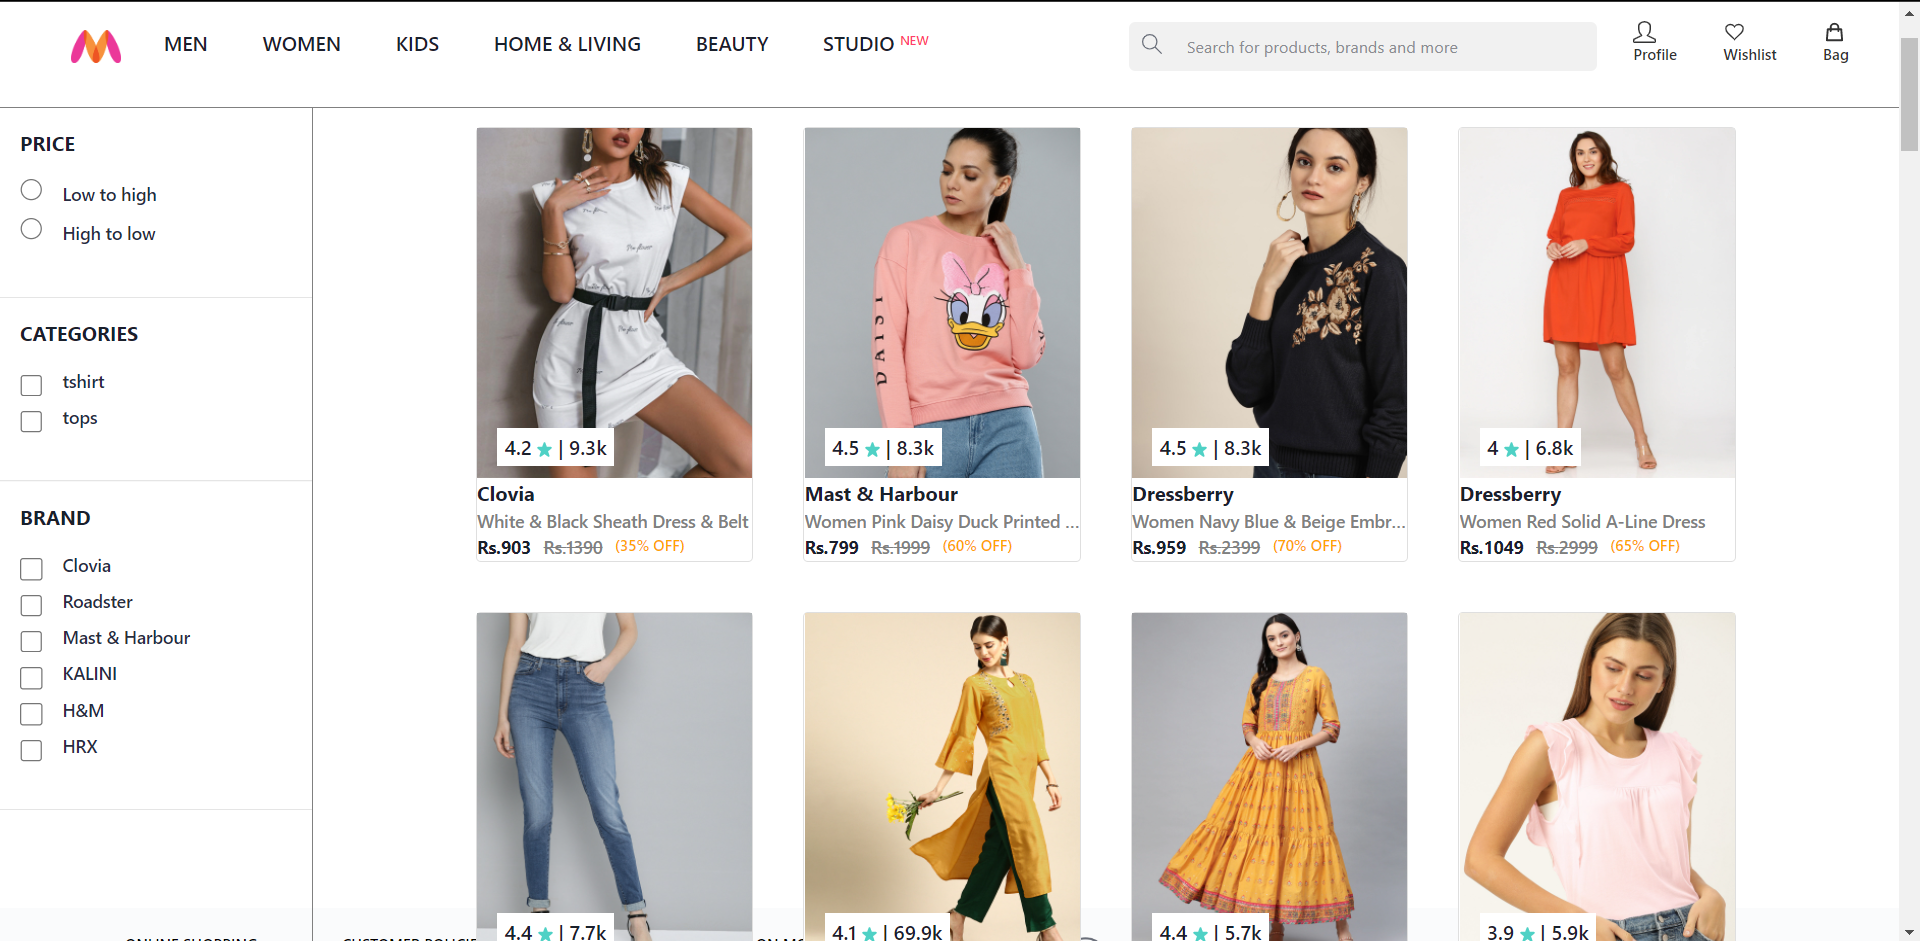 MEN WOMEN KIDS HOME & LIVING BEAUTY STUDIO NEW
Search for products, brands and more
Profile Wishlist Bag
PRICE
Low to high
High to low
CATEGORIES
tshirt
tops
BRAND
Clovia
Roadster
Mast & Harbour
KALINI
H&M
HRX
4.2 ★ | 9.3k
Clovia
White & Black Sheath Dress & Belt
Rs.903 Rs.1390 (35% OFF)
DAISY
4.5 ★ | 8.3k
Mast & Harbour
Women Pink Daisy Duck Printed ...
Rs.799 Rs.1999 (60% OFF)
4.5 ★ | 8.3k
Dressberry
Women Navy Blue & Beige Embr...
Rs.959 Rs.2399 (70% OFF)
4 ★ | 6.8k
Dressberry
Women Red Solid A-Line Dress
Rs.1049 Rs.2999 (65% OFF)
4.4 ★ | 7.7k
4.1 ★ | 69.9k
4.4 ★ | 5.7k
3.9 ★ | 5.9k
ONLINE SHOPPING